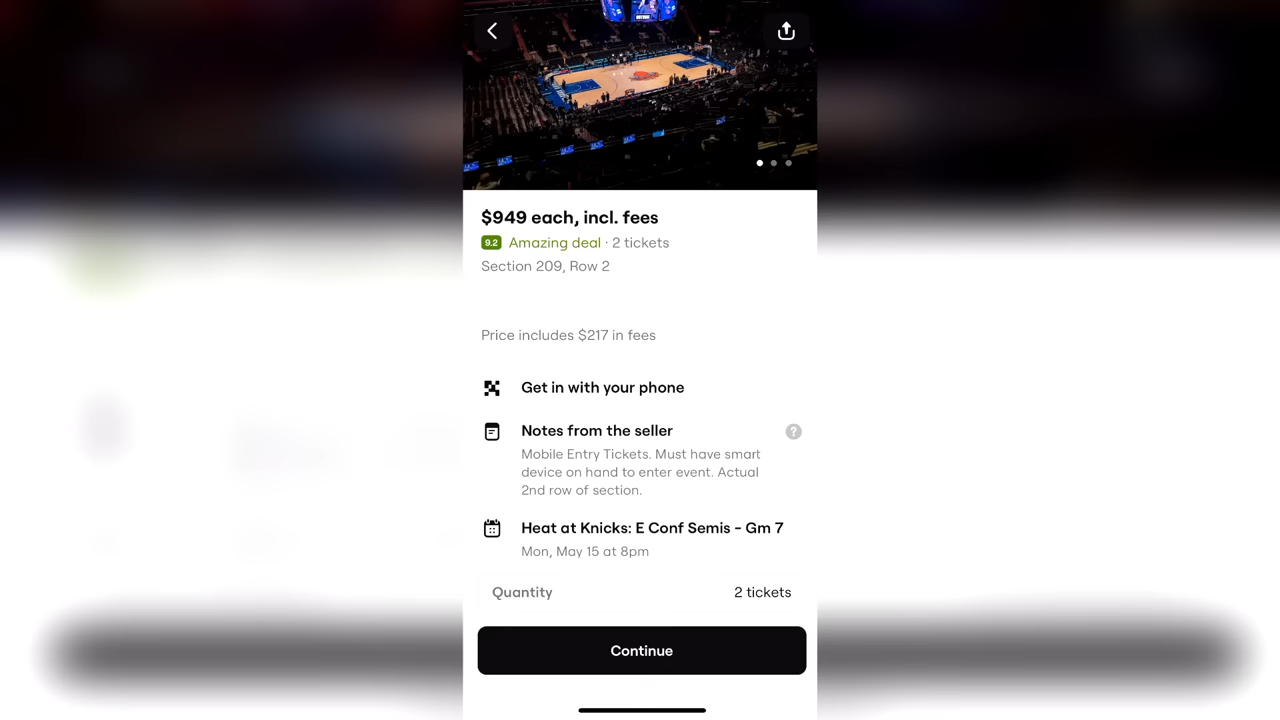 $949 each, incl. fees
9.2 Amazing deal · 2 tickets
Section 209, Row 2
Price includes $217 in fees
Get in with your phone
Notes from the seller ?
Mobile Entry Tickets. Must have smart
device on hand to enter event. Actual
2nd row of section.
Heat at Knicks: E Conf Semis - Gm 7
Mon, May 15 at 8pm
Quantity 2 tickets
Continue